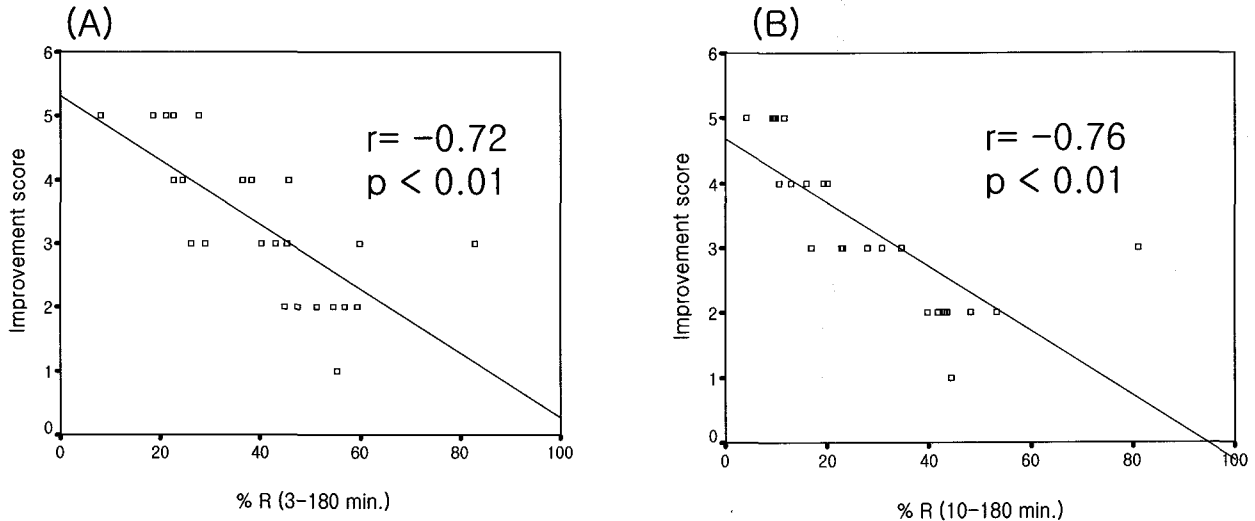 (A)
Improvement score
6
5
4
3
2
1
0
r= -0.72
p < 0.01
0 20 40 60 80 100
% R (3-180 min.)
(B)
Improvement score
6
5
4
3
2
1
0
r= -0.76
p < 0.01
0 20 40 60 80 100
% R (10-180 min.)